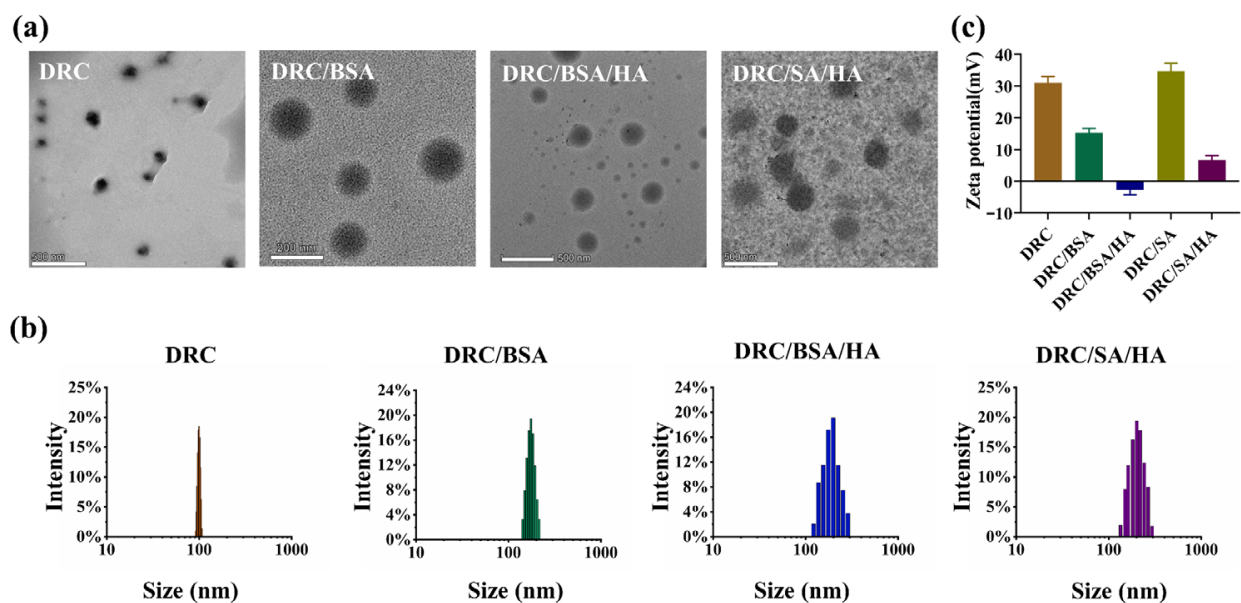 (a)
DRC
500 nm
DRC/BSA
200 nm
DRC/BSA/HA
500 nm
DRC/SA/HA
500 nm
(c)
Zeta potential(mV)
40
30
20
10
0
−10
DRC
DRC/BSA
DRC/BSA/HA
DRC/SA
DRC/SA/HA
(b)
DRC
Intensity
25%
20%
15%
10%
5%
0%
10
100
1000
Size (nm)
DRC/BSA
Intensity
24%
20%
16%
12%
8%
4%
0%
10
100
1000
Size (nm)
DRC/BSA/HA
Intensity
24%
20%
16%
12%
8%
4%
0%
10
100
1000
Size (nm)
DRC/SA/HA
Intensity
25%
20%
15%
10%
5%
0%
10
100
1000
Size (nm)